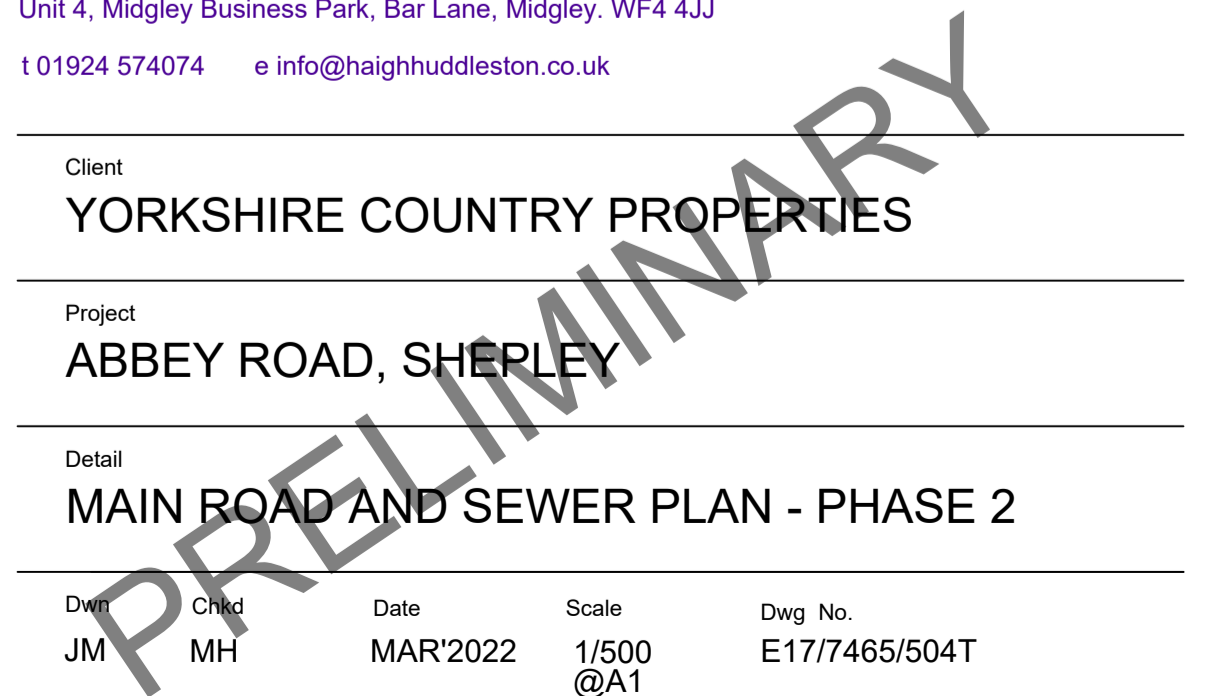 Unit 4, Midgley Business Park, Bar Lane, Midgley. WF4 4JJ
t 01924 574074 e info@haighhuddleston.co.uk
Client
YORKSHIRE COUNTRY PROPERTIES
Project
ABBEY ROAD, SHEPLEY
Detail
MAIN ROAD AND SEWER PLAN - PHASE 2
Dwn Chkd Date Scale Dwg No.
JM MH MAR'2022 1/500 E17/7465/504T
@A1
PRELIMINARY